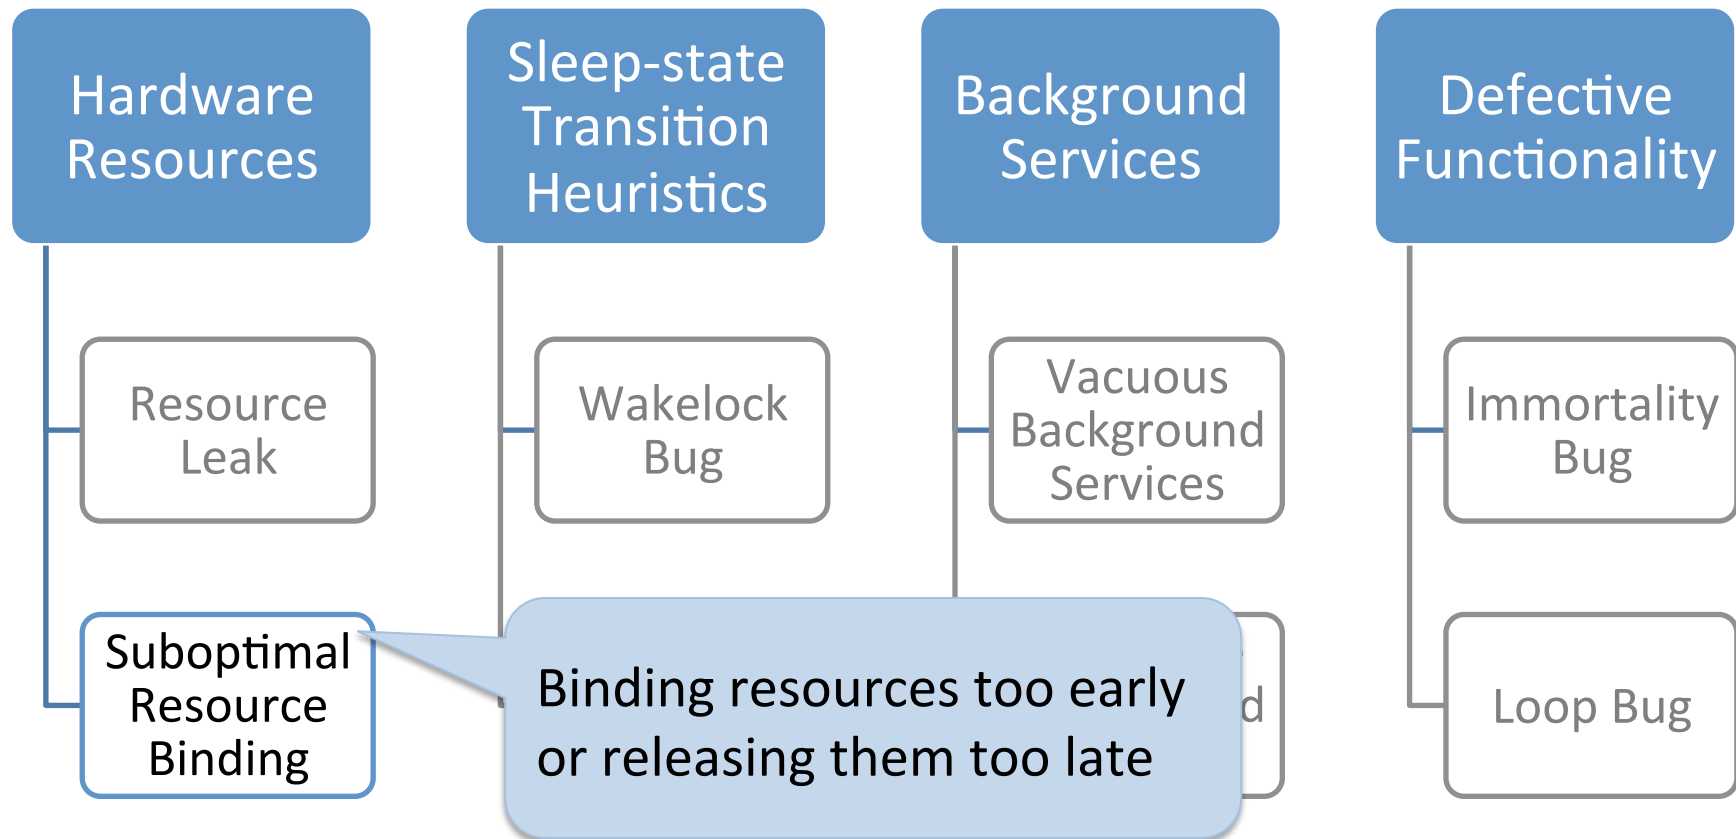 Hardware
Resources
Sleep-state
Transition
Heuristics
Background
Services
Defective
Functionality
Resource
Leak
Wakelock
Bug
Vacuous
Background
Services
Immortality
Bug
Suboptimal
Resource
Binding
Binding resources too early
or releasing them too late
Loop Bug